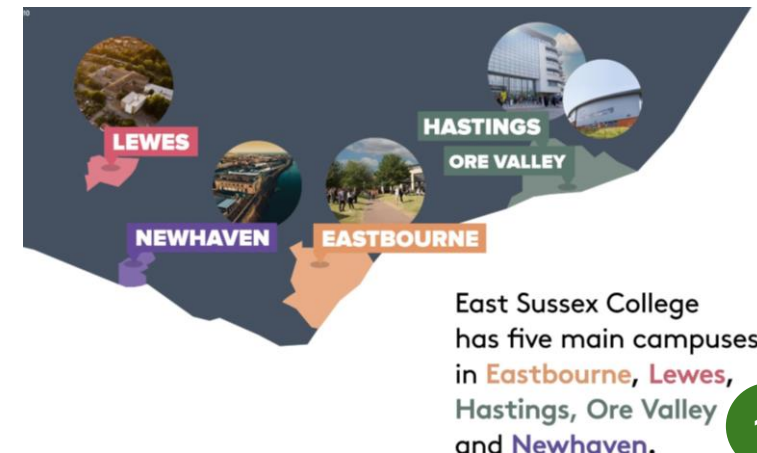 LEWES
HASTINGS
ORE VALLEY
NEWHAVEN
EASTBOURNE
East Sussex College
has five main campuses
in Eastbourne, Lewes,
Hastings, Ore Valley
and Newhaven.